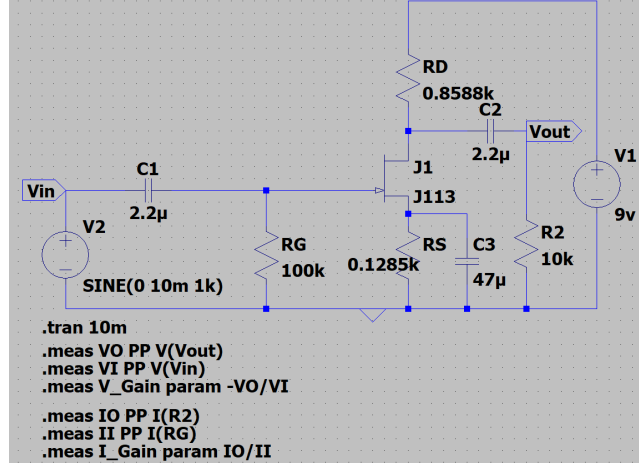 RD
0.8588k
C2
2.2µ
Vout
V1
9v
J1
J113
Vin
C1
2.2µ
V2
SINE(0 10m 1k)
RG
100k
RS
0.1285k
C3
47µ
R2
10k
.tran 10m
.meas VO PP V(Vout)
.meas VI PP V(Vin)
.meas V_Gain param -VO/VI
.meas IO PP I(R2)
.meas II PP I(RG)
.meas I_Gain param IO/II